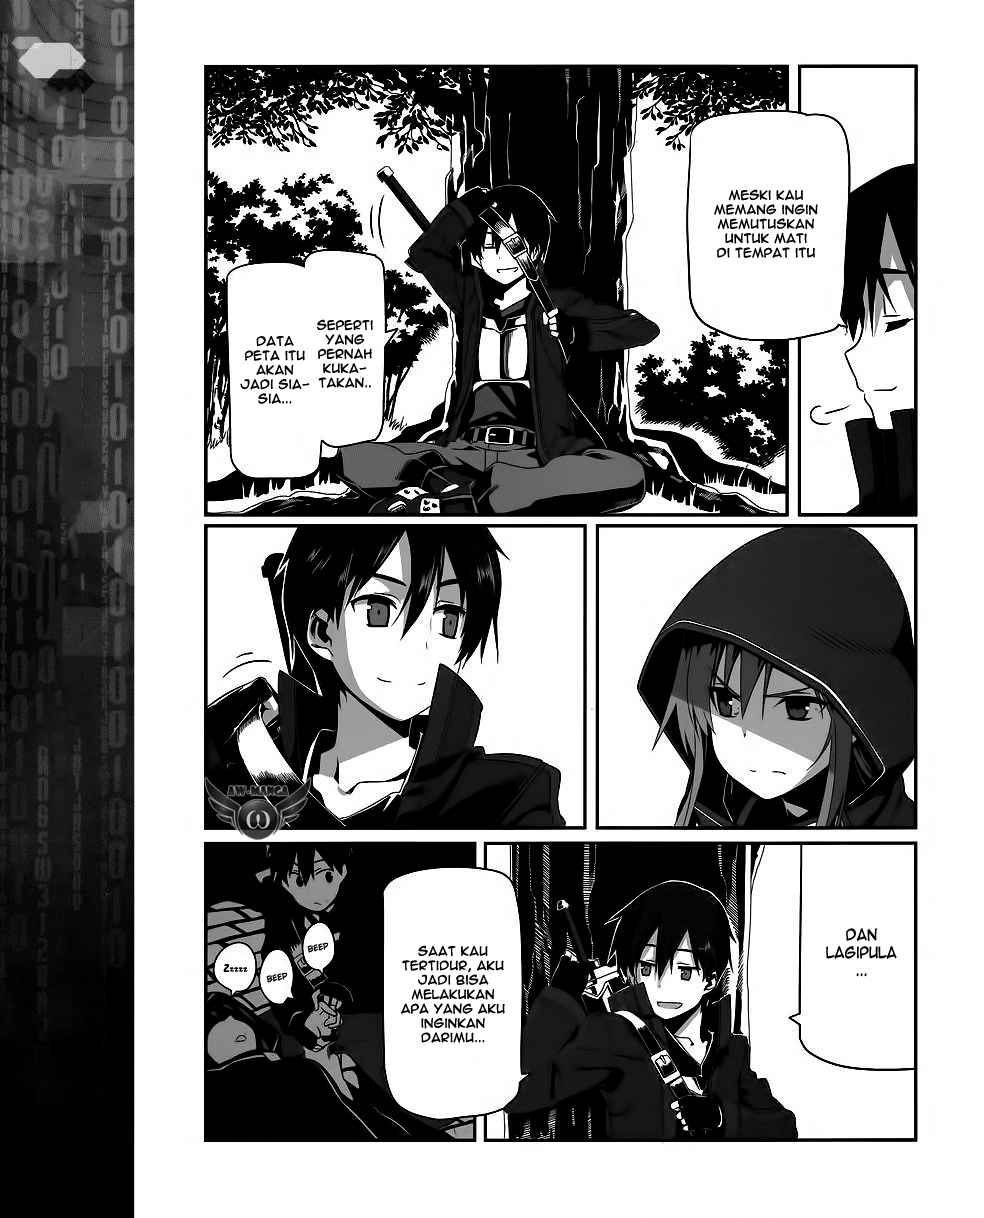 MESKI KAU
MEMANG INGIN
MEMUTUSKAN
UNTUK MATI
DI TEMPAT ITU
SEPERTI
YANG
PERNAH
KUKA-
TAKAN..
DATA
PETA ITU
AKAN
JADI SIA-
SIA...
AW-MANGA
ω
DAN
LAGIPULA
...
SAAT KAU
TERTIDUR, AKU
JADI BISA
MELAKUKAN
APA YANG AKU
INGINKAN
DARIMU...
BEEP
BEEP
Zzzzz